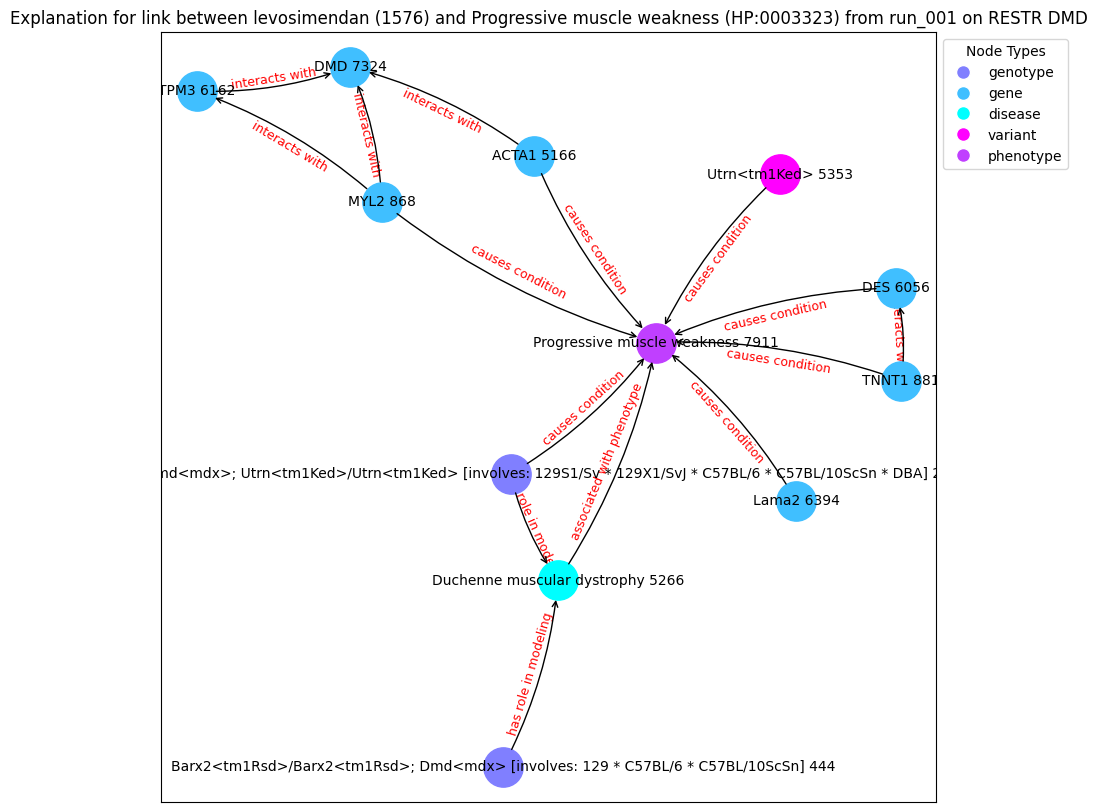 Explanation for link between levosimendan (1576) and Progressive muscle weakness (HP:0003323) from run_001 on RESTR DMD
Node Types
genotype
gene
disease
variant
phenotype
DMD 7324
TPM3 6162
interacts with
interacts with
interacts with
interacts with
ACTA1 5166
Utrn<tm1Ked> 5353
MYL2 868
causes condition
causes condition
causes condition
DES 6056
causes condition
Progressive muscle weakness 7911
causes condition
TNNT1 881
causes condition
causes condition
associated with phenotype
md<mdx>; Utrn<tm1Ked>/Utrn<tm1Ked> [involves: 129S1/Sv * 129X1/SvJ * C57BL/6 * C57BL/10ScSn * DBA] 2
Lama2 6394
role in mode
Duchenne muscular dystrophy 5266
has role in modeling
Barx2<tm1Rsd>/Barx2<tm1Rsd>; Dmd<mdx> [involves: 129 * C57BL/6 * C57BL/10ScSn] 444